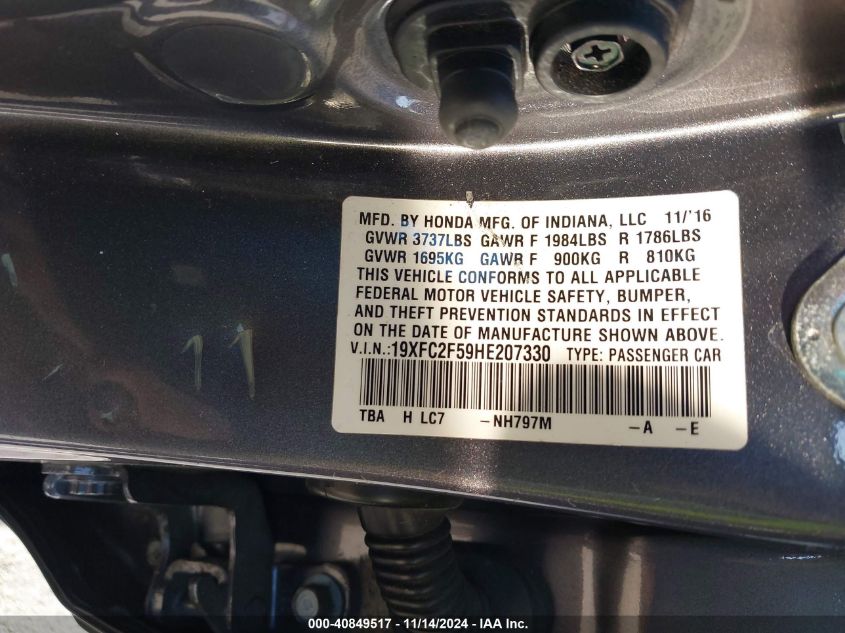 MFD. BY HONDA MFG. OF INDIANA, LLC 11/'16
GVWR 3737LBS GAWR F 1984LBS R 1786LBS
GVWR 1695KG GAWR F 900KG R 810KG
THIS VEHICLE CONFORMS TO ALL APPLICABLE
FEDERAL MOTOR VEHICLE SAFETY, BUMPER,
AND THEFT PREVENTION STANDARDS IN EFFECT
ON THE DATE OF MANUFACTURE SHOWN ABOVE.
V.I.N.:19XFC2F59HE207330 TYPE: PASSENGER CAR
TBA H LC7 -NH797M -A -E
000-40849517 - 11/14/2024 - IAA Inc.